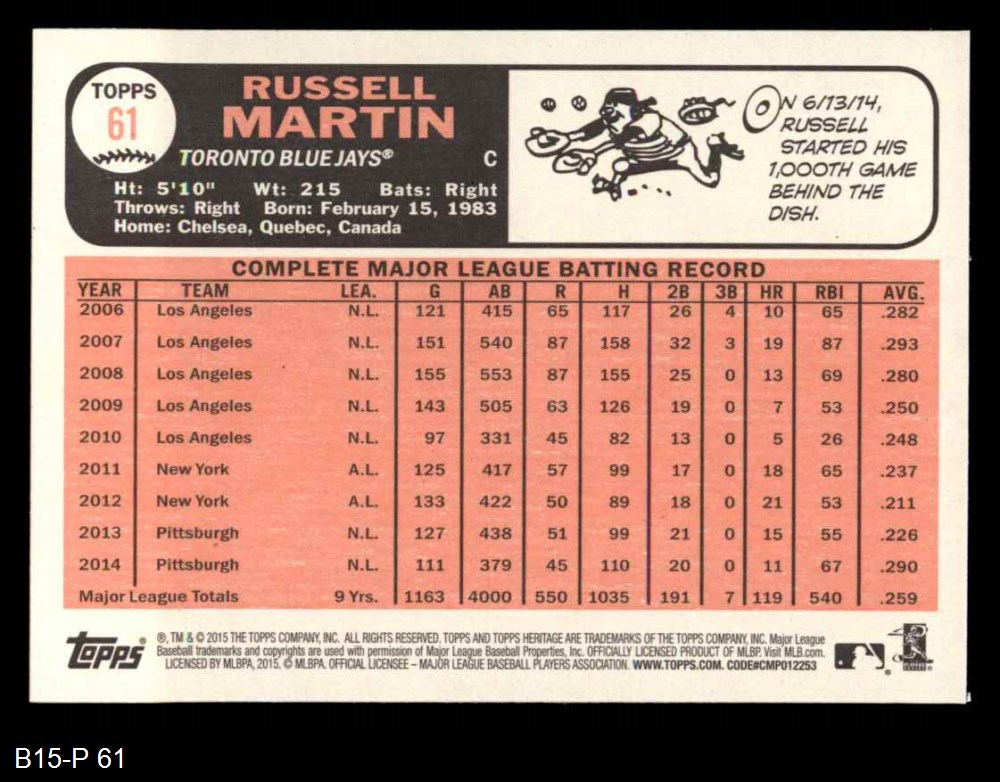 TOPPS
61
RUSSELL
MARTIN
TORONTO BLUE JAYS® C
Ht: 5'10" Wt: 215 Bats: Right
Throws: Right Born: February 15, 1983
Home: Chelsea, Quebec, Canada
ON 6/13/14,
RUSSELL
STARTED HIS
1,000TH GAME
BEHIND THE
DISH.
COMPLETE MAJOR LEAGUE BATTING RECORD
YEAR TEAM LEA. G AB R H 2B 3B HR RBI AVG.
2006 Los Angeles N.L. 121 415 65 117 26 4 10 65 .282
2007 Los Angeles N.L. 151 540 87 158 32 3 19 87 .293
2008 Los Angeles N.L. 155 553 87 155 25 0 13 69 .280
2009 Los Angeles N.L. 143 505 63 126 19 0 7 53 .250
2010 Los Angeles N.L. 97 331 45 82 13 0 5 26 .248
2011 New York A.L. 125 417 57 99 17 0 18 65 .237
2012 New York A.L. 133 422 50 89 18 0 21 53 .211
2013 Pittsburgh N.L. 127 438 51 99 21 0 15 55 .226
2014 Pittsburgh N.L. 111 379 45 110 20 0 11 67 .290
Major League Totals 9 Yrs. 1163 4000 550 1035 191 7 119 540 .259
Topps®
®, TM & © 2015 THE TOPPS COMPANY, INC. ALL RIGHTS RESERVED. TOPPS AND TOPPS HERITAGE ARE TRADEMARKS OF THE TOPPS COMPANY, INC. Major League
Baseball trademarks and copyrights are used with permission of Major League Baseball Properties, Inc. OFFICIALLY LICENSED PRODUCT OF MLBP. Visit MLB.com.
LICENSED BY MLBPA, 2015. © MLBPA. OFFICIAL LICENSEE – MAJOR LEAGUE BASEBALL PLAYERS ASSOCIATION. WWW.TOPPS.COM. CODE#CMP012253
B15-P 61